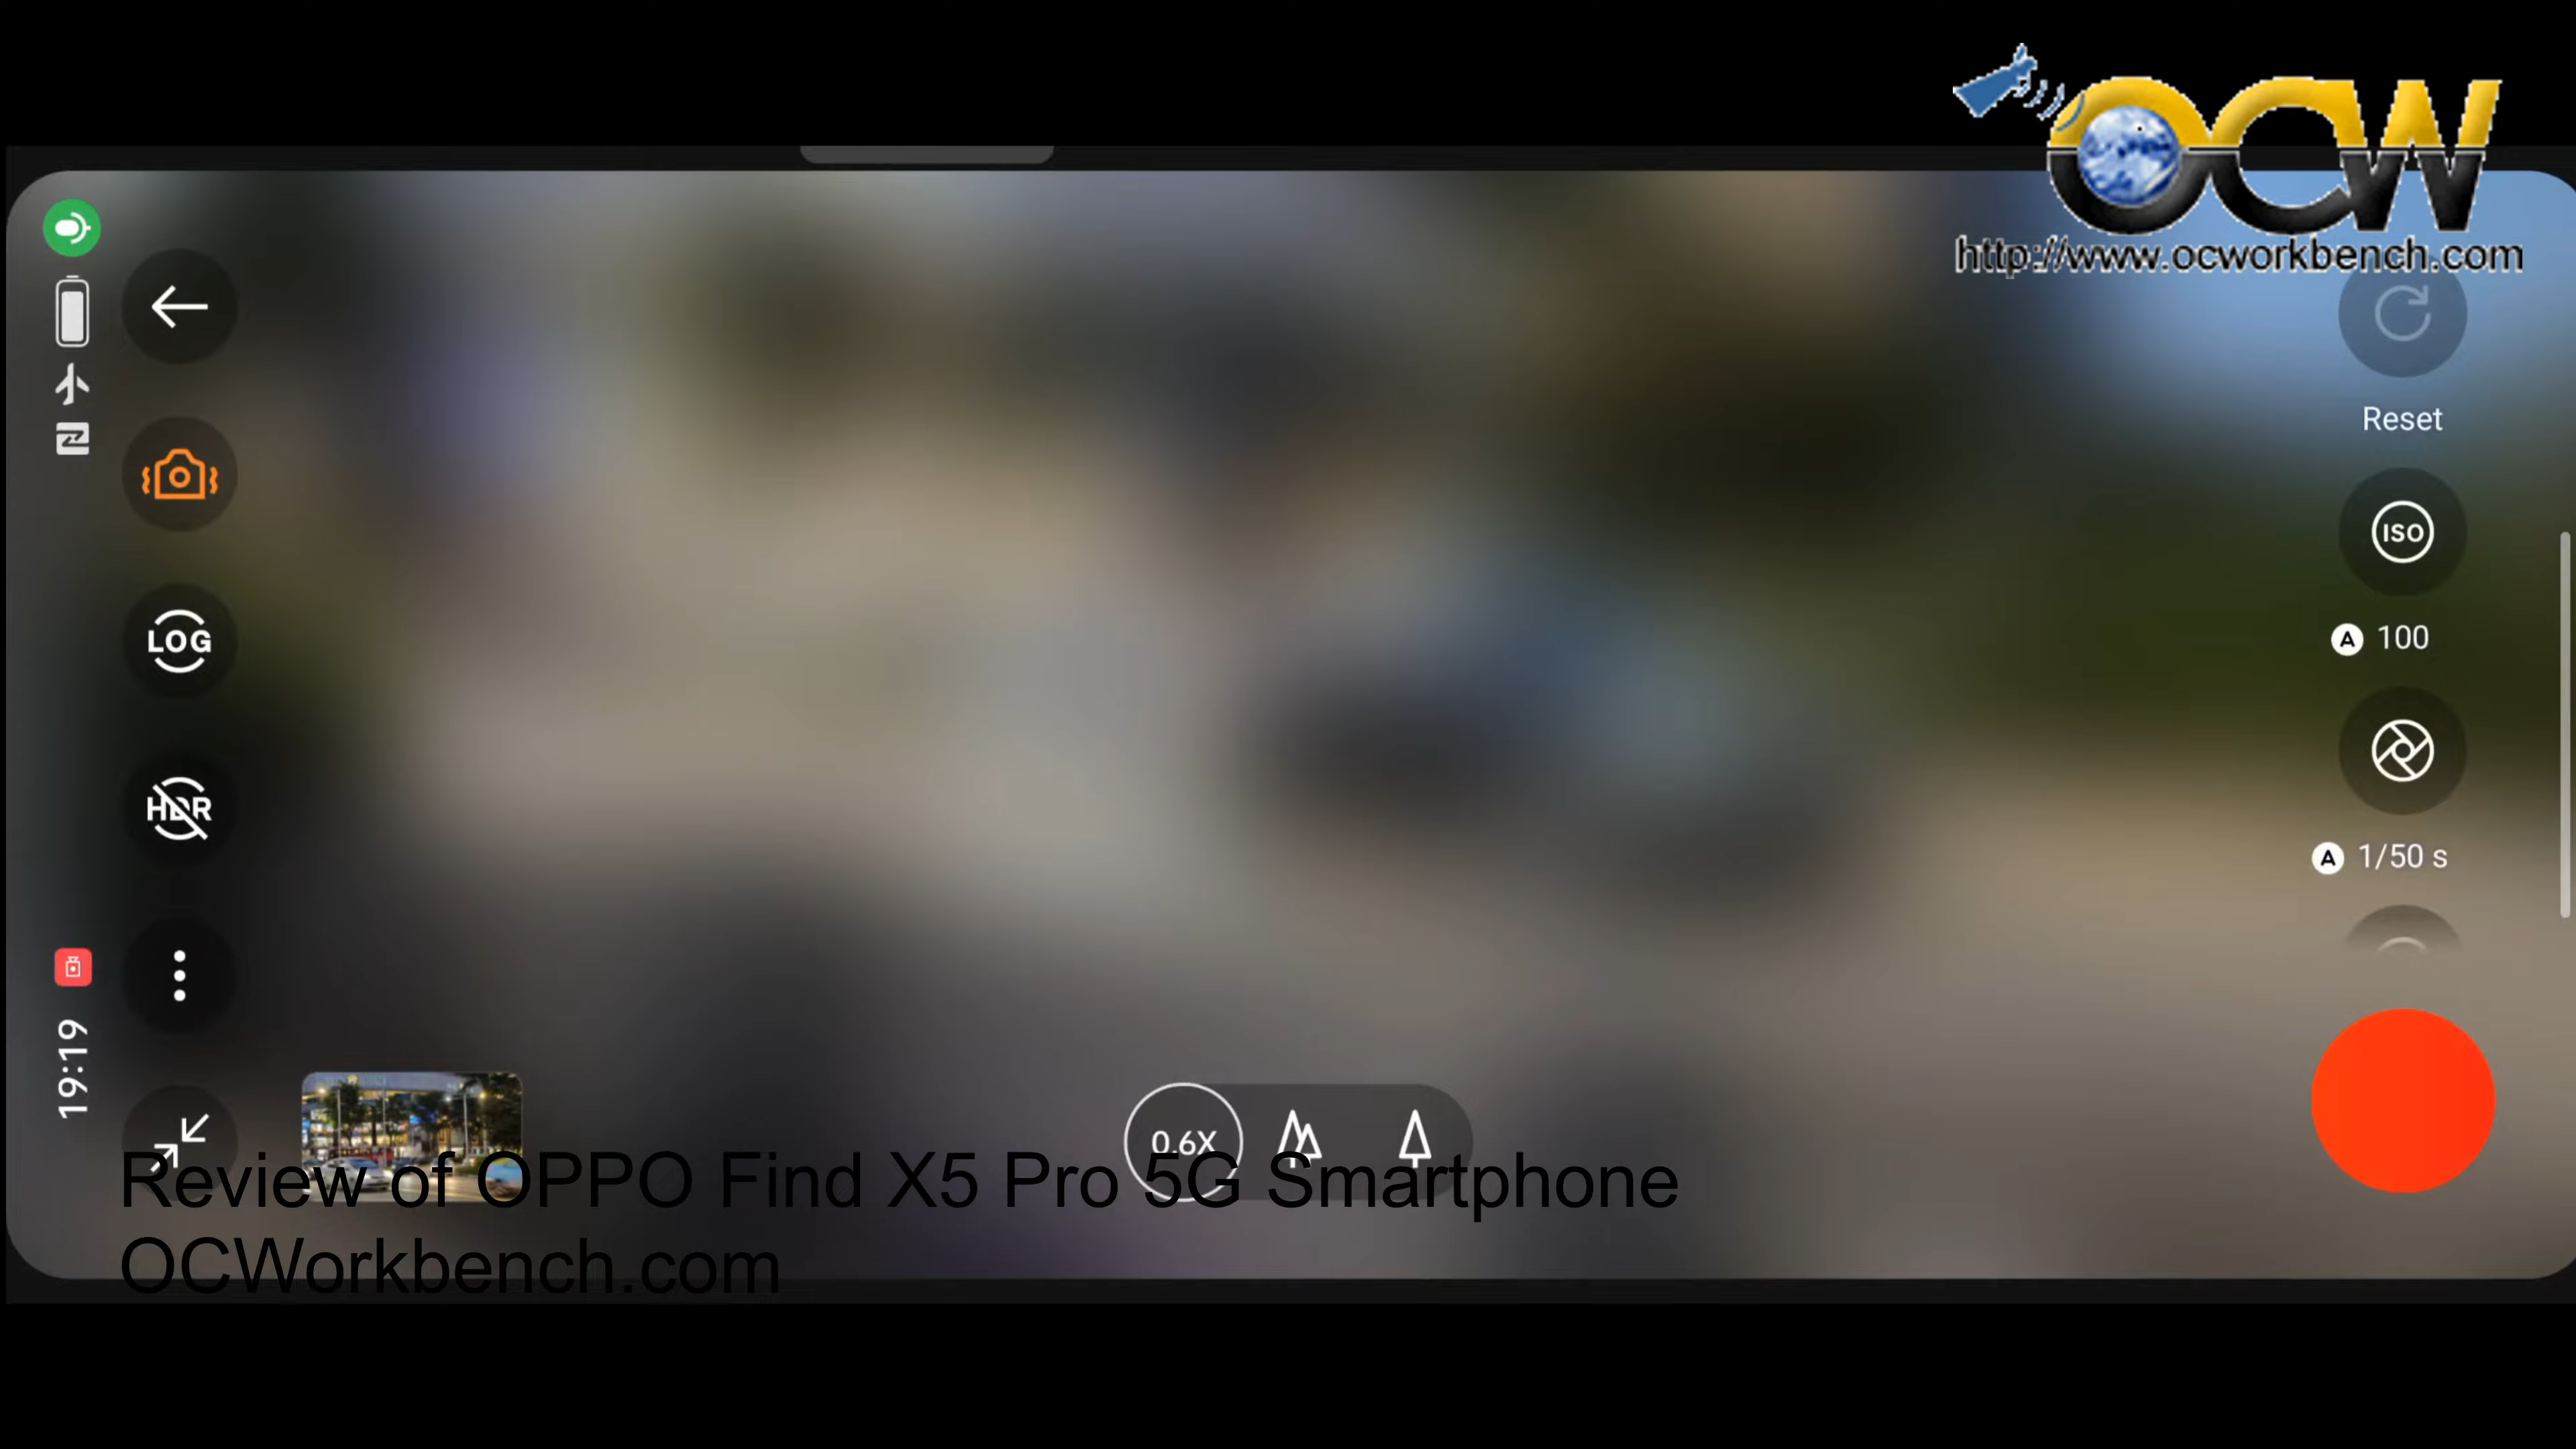 OCW
http://www.ocworkbench.com
Reset
ISO
A 100
A 1/50 s
LOG
HDR
19:19
0.6X
Review of OPPO Find X5 Pro 5G Smartphone
OCWorkbench.com